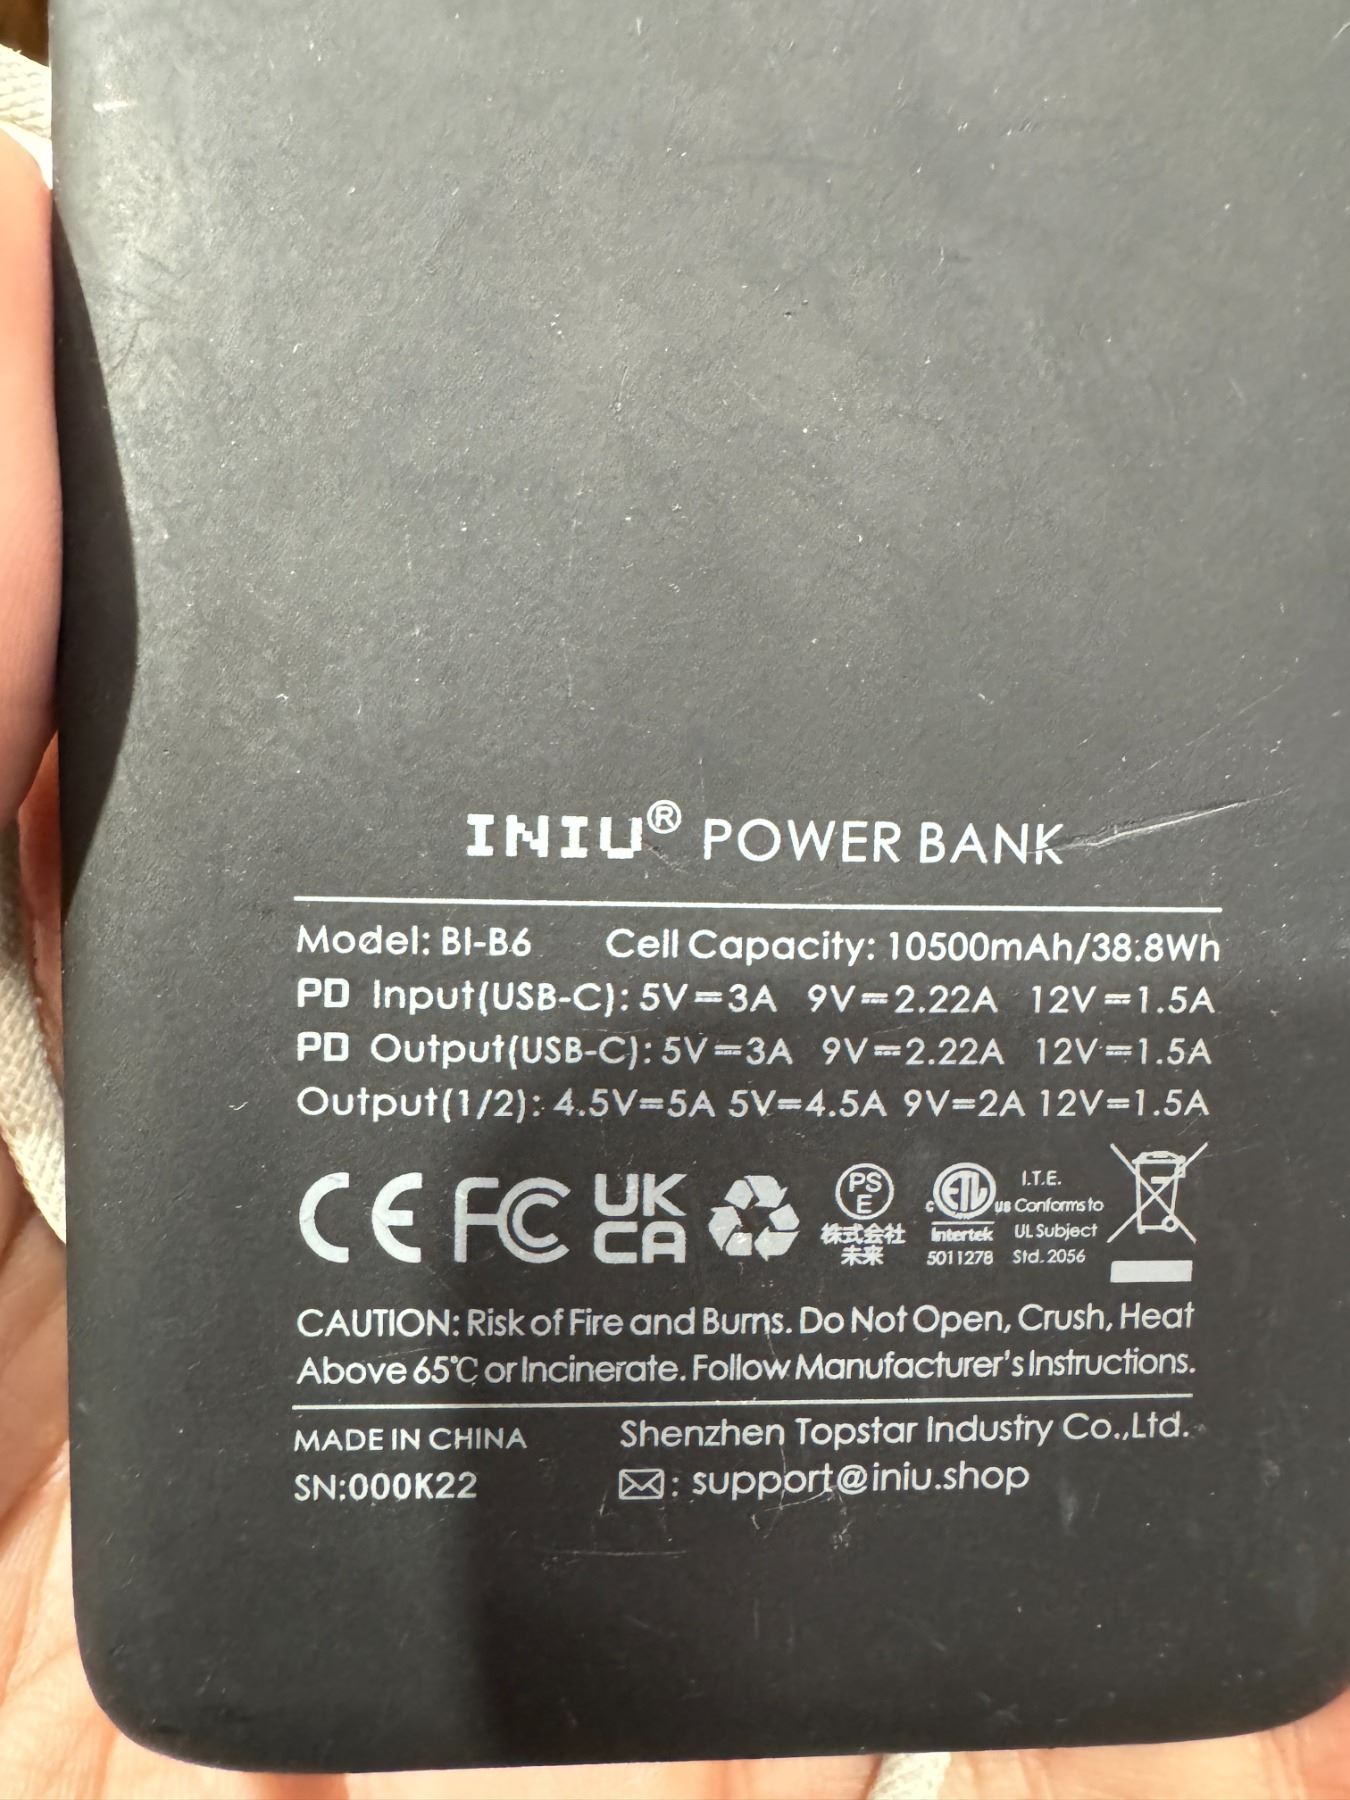 INIU® POWER BANK
Model: BI-B6 Cell Capacity: 10500mAh/38.8Wh
PD Input(USB-C): 5V⎓3A 9V⎓2.22A 12V⎓1.5A
PD Output(USB-C): 5V⎓3A 9V⎓2.22A 12V⎓1.5A
Output(1/2): 4.5V⎓5A 5V⎓4.5A 9V⎓2A 12V⎓1.5A
CE FC UK CA
PS E
株式会社
未来
c ETL us
Intertek
5011278
I.T.E.
Conforms to
UL Subject
Std. 2056
CAUTION: Risk of Fire and Burns. Do Not Open, Crush, Heat
Above 65℃ or Incinerate. Follow Manufacturer's Instructions.
MADE IN CHINA Shenzhen Topstar Industry Co.,Ltd.
SN:000K22 : support@iniu.shop